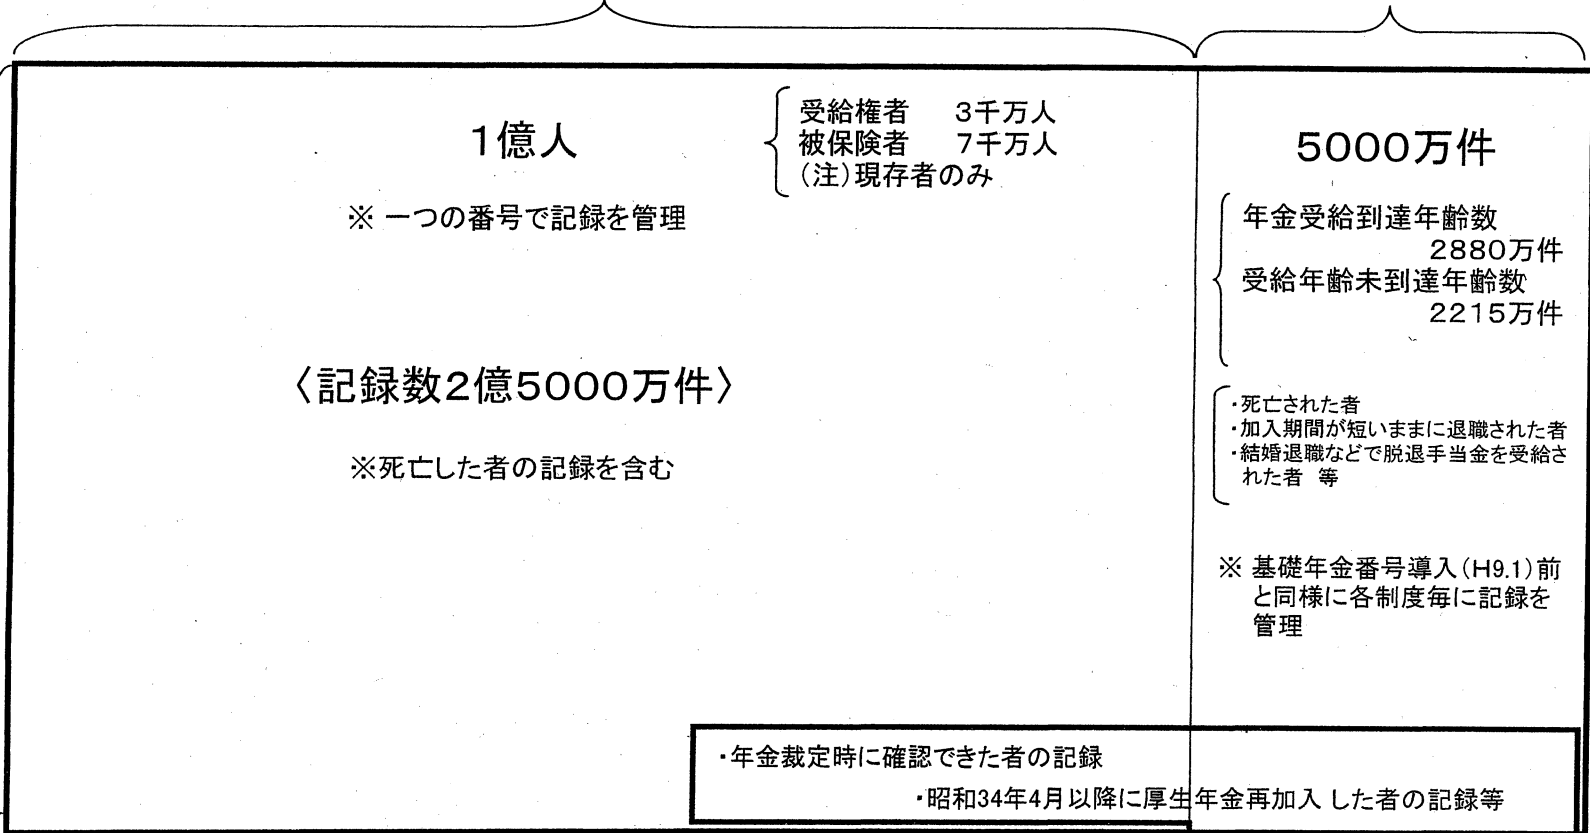 1億人
受給権者　3千万人
被保険者　7千万人
(注)現存者のみ
※ 一つの番号で記録を管理
〈記録数2億5000万件〉
※死亡した者の記録を含む
5000万件
年金受給到達年齢数
2880万件
受給年齢未到達年齢数
2215万件
・死亡された者
・加入期間が短いままに退職された者
・結婚退職などで脱退手当金を受給さ
れた者　等
※ 基礎年金番号導入(H9.1)前
と同様に各制度毎に記録を
管理
・年金裁定時に確認できた者の記録
・昭和34年4月以降に厚生年金再加入した者の記録等